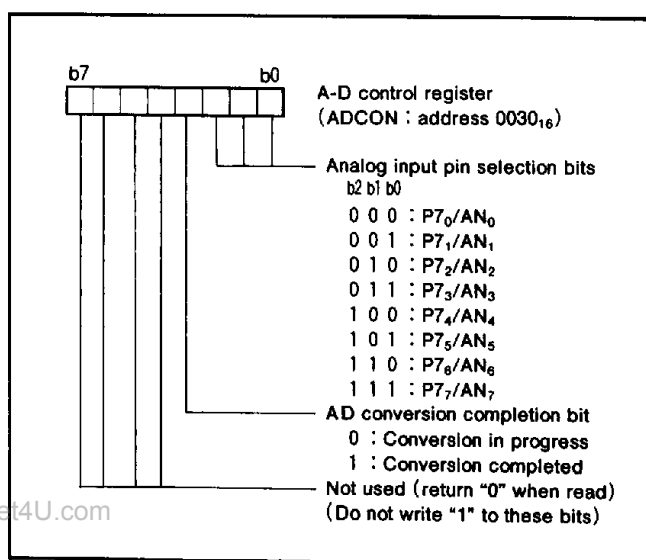 b7 b0
A-D control register
(ADCON : address 0030₁₆)
Analog input pin selection bits
b2 b1 b0
0 0 0 : P7₀/AN₀
0 0 1 : P7₁/AN₁
0 1 0 : P7₂/AN₂
0 1 1 : P7₃/AN₃
1 0 0 : P7₄/AN₄
1 0 1 : P7₅/AN₅
1 1 0 : P7₆/AN₆
1 1 1 : P7₇/AN₇
AD conversion completion bit
0 : Conversion in progress
1 : Conversion completed
Not used (return “0” when read)
(Do not write “1” to these bits)
et4U.com